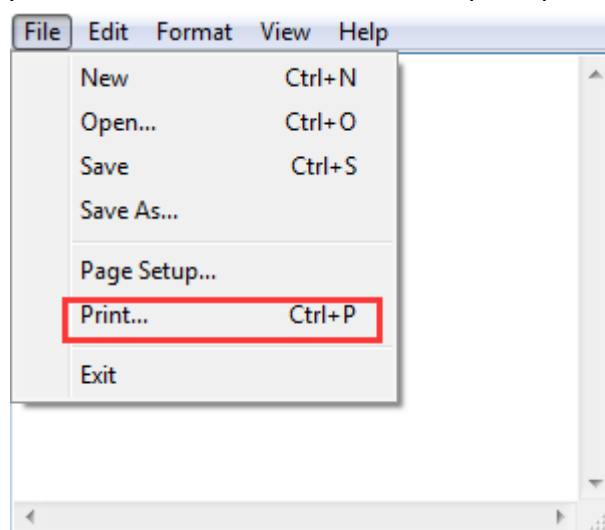 File Edit Format View Help
New Ctrl+N
Open... Ctrl+O
Save Ctrl+S
Save As...
Page Setup...
Print... Ctrl+P
Exit